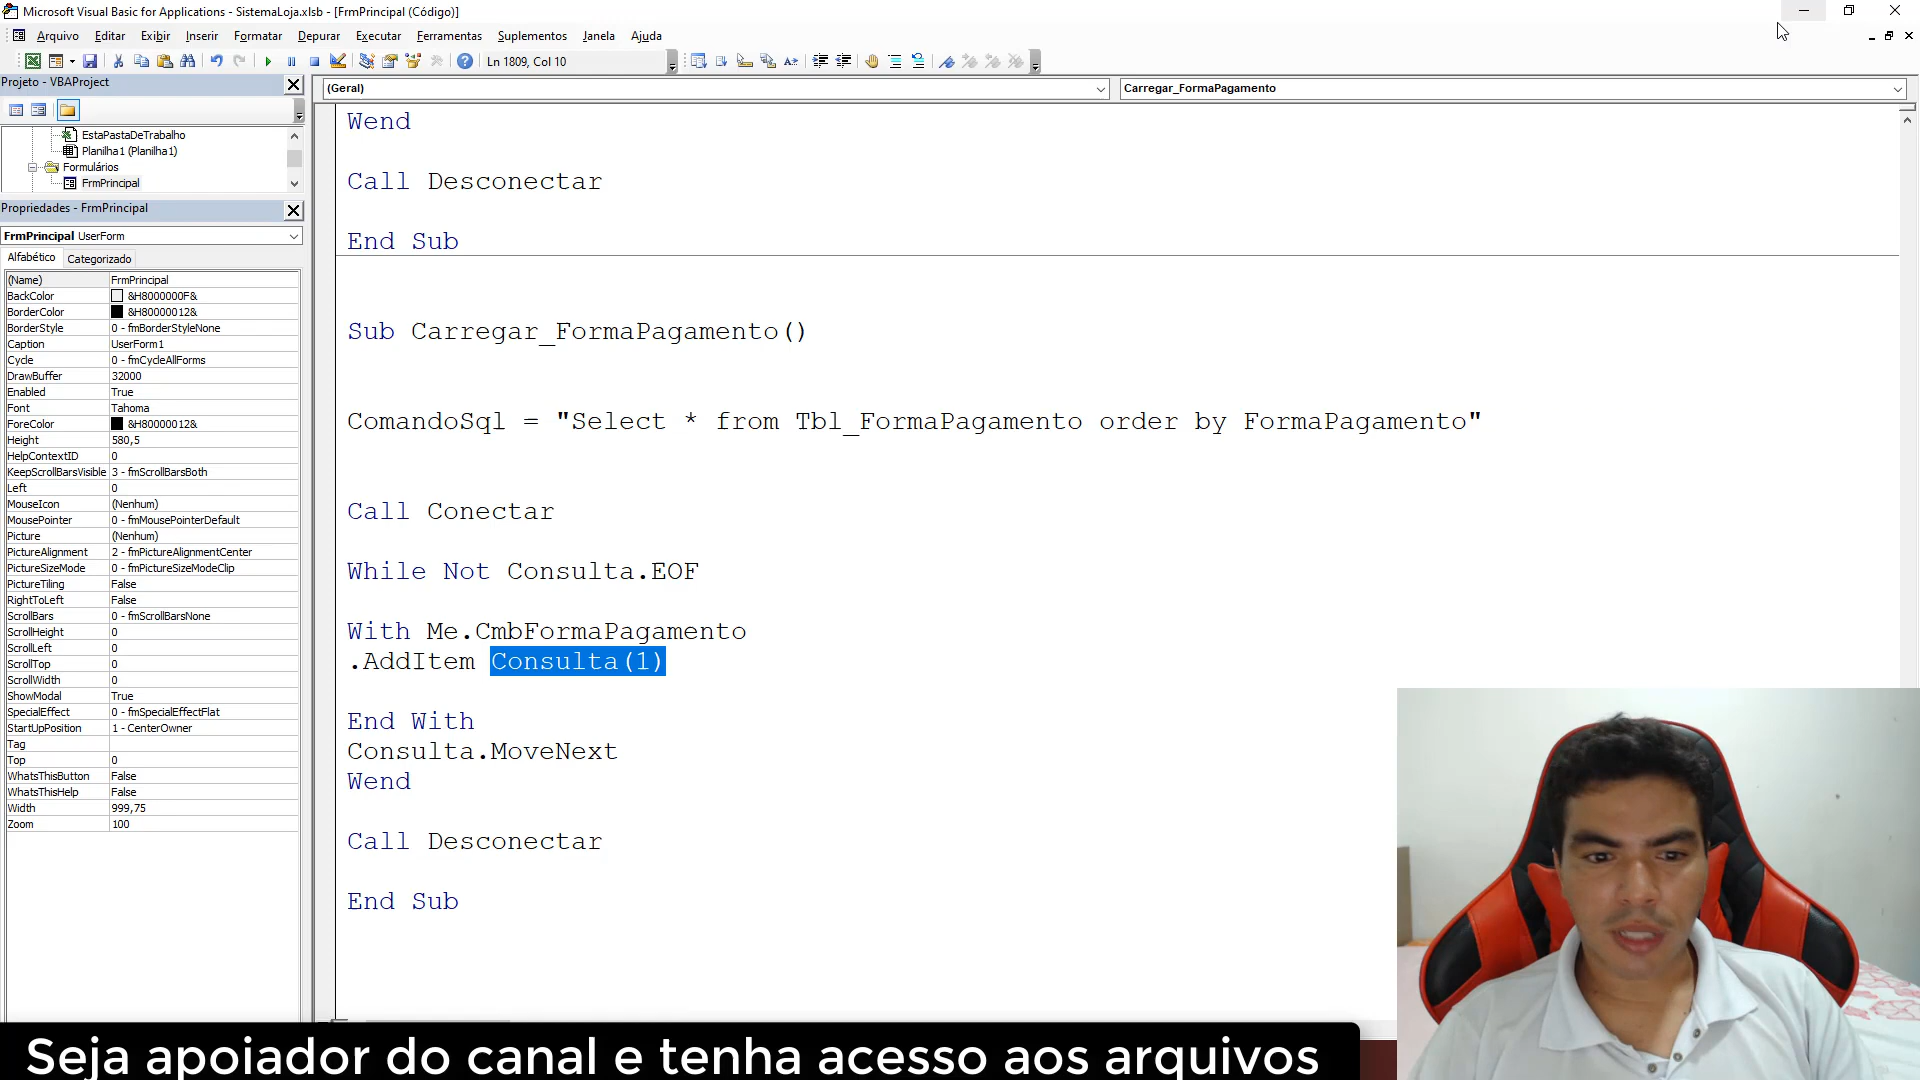 Microsoft Visual Basic for Applications - SistemaLoja.xlsb - [FrmPrincipal (Código)]
Arquivo Editar Exibir Inserir Formatar Depurar Executar Ferramentas Suplementos Janela Ajuda
Ln 1809, Col 10
Projeto - VBAProject
EstaPastaDeTrabalho
Planilha1 (Planilha1)
Formulários
FrmPrincipal
Propriedades - FrmPrincipal
FrmPrincipal UserForm
Alfabético Categorizado
(Name) FrmPrincipal
BackColor &H8000000F&
BorderColor &H80000012&
BorderStyle 0 - fmBorderStyleNone
Caption UserForm1
Cycle 0 - fmCycleAllForms
DrawBuffer 32000
Enabled True
Font Tahoma
ForeColor &H80000012&
Height 580,5
HelpContextID 0
KeepScrollBarsVisible 3 - fmScrollBarsBoth
Left 0
MouseIcon (Nenhum)
MousePointer 0 - fmMousePointerDefault
Picture (Nenhum)
PictureAlignment 2 - fmPictureAlignmentCenter
PictureSizeMode 0 - fmPictureSizeModeClip
PictureTiling False
RightToLeft False
ScrollBars 0 - fmScrollBarsNone
ScrollHeight 0
ScrollLeft 0
ScrollTop 0
ScrollWidth 0
ShowModal True
SpecialEffect 0 - fmSpecialEffectFlat
StartUpPosition 1 - CenterOwner
Tag
Top 0
WhatsThisButton False
WhatsThisHelp False
Width 999,75
Zoom 100
(Geral) Carregar_FormaPagamento
Wend
Call Desconectar
End Sub
Sub Carregar_FormaPagamento()
ComandoSql = "Select * from Tbl_FormaPagamento order by FormaPagamento"
Call Conectar
While Not Consulta.EOF
With Me.CmbFormaPagamento
.AddItem Consulta(1)
End With
Consulta.MoveNext
Wend
Call Desconectar
End Sub
Seja apoiador do canal e tenha acesso aos arquivos